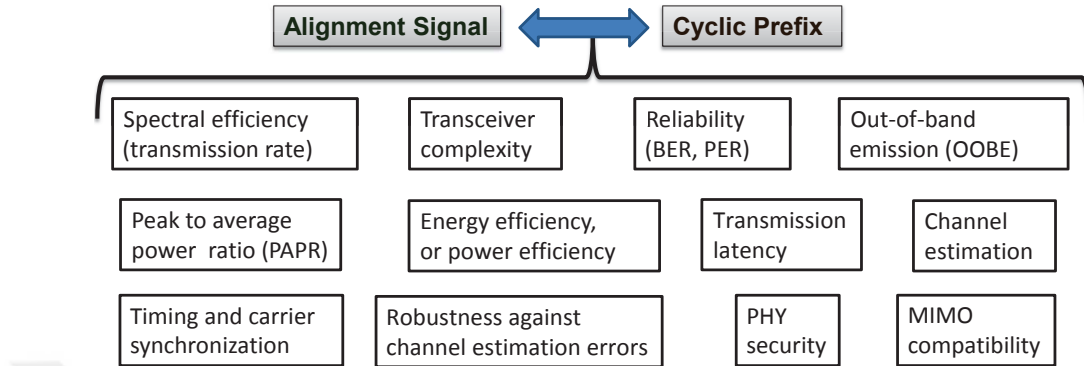 Alignment Signal
Cyclic Prefix
Spectral efficiency
(transmission rate)
Transceiver
complexity
Reliability
(BER, PER)
Out-of-band
emission (OOBE)
Peak to average
power ratio (PAPR)
Energy efficiency,
or power efficiency
Transmission
latency
Channel
estimation
Timing and carrier
synchronization
Robustness against
channel estimation errors
PHY
security
MIMO
compatibility